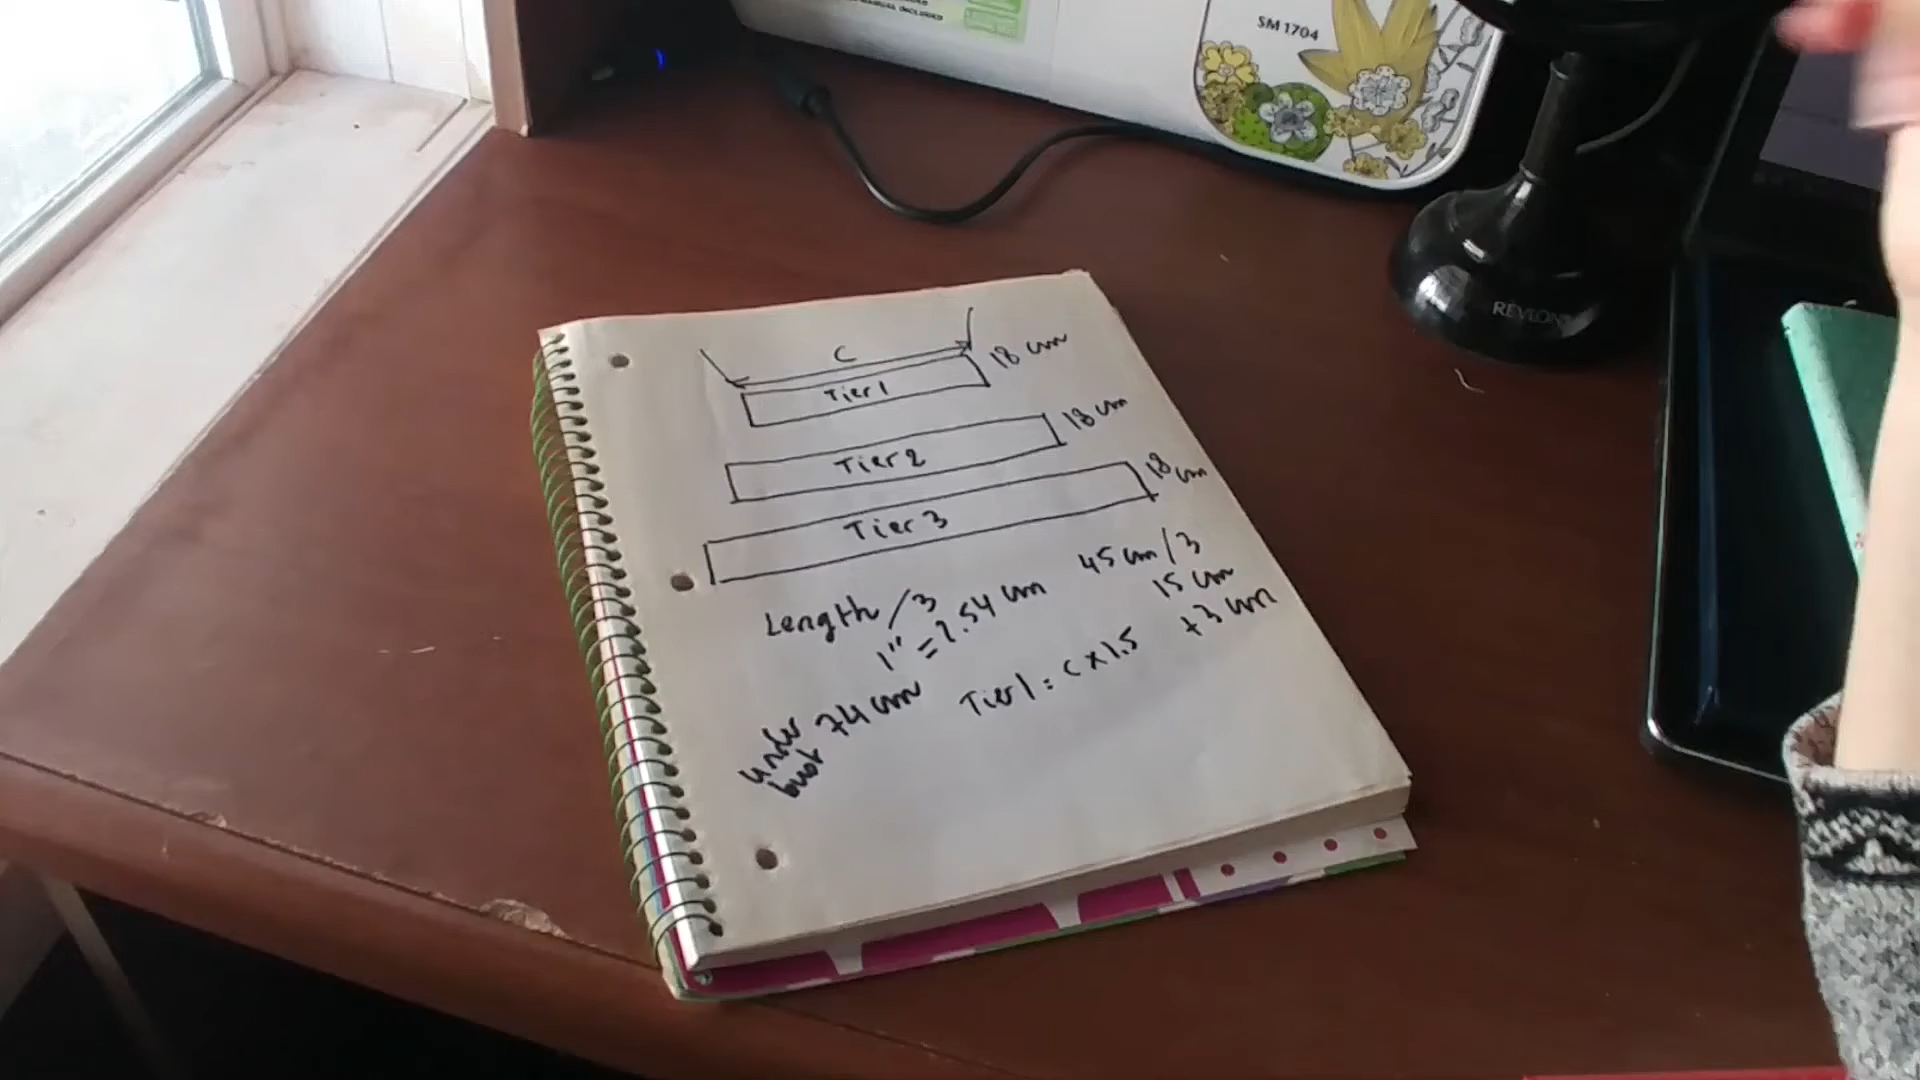 SM 1704
REVLON
C
18 cm
Tier 1
18 cm
Tier 2
18 cm
Tier 3
Length /3
45 cm/3
1" = 2.54 cm
15 cm
+3 cm
Tier 1 : C x 1.5
under bust 74 cm